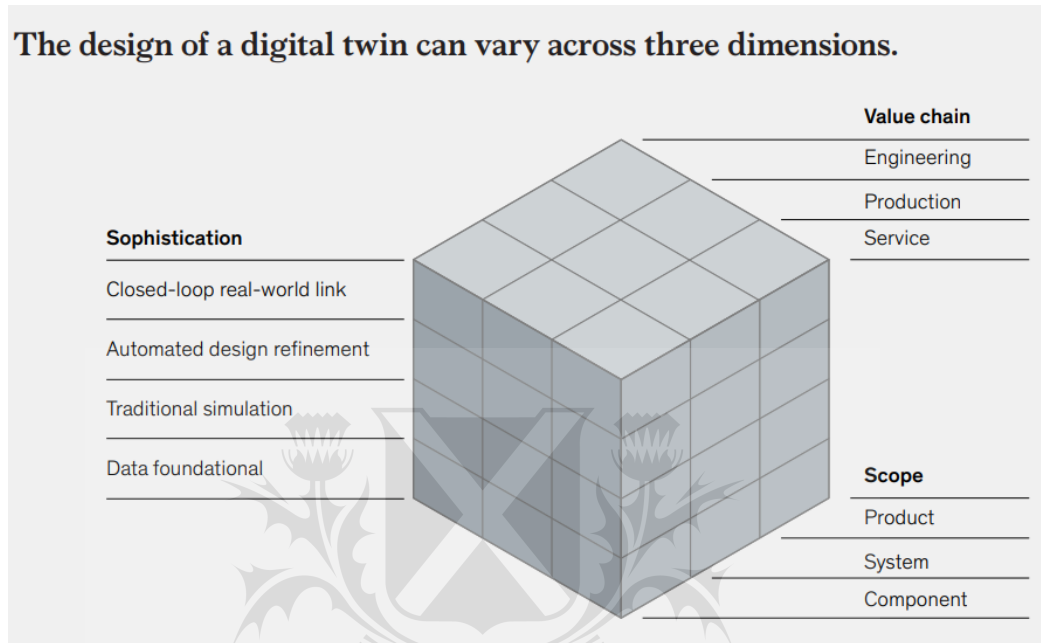 The design of a digital twin can vary across three dimensions.
Value chain
Engineering
Production
Service
Sophistication
Closed-loop real-world link
Automated design refinement
Traditional simulation
Data foundational
Scope
Product
System
Component